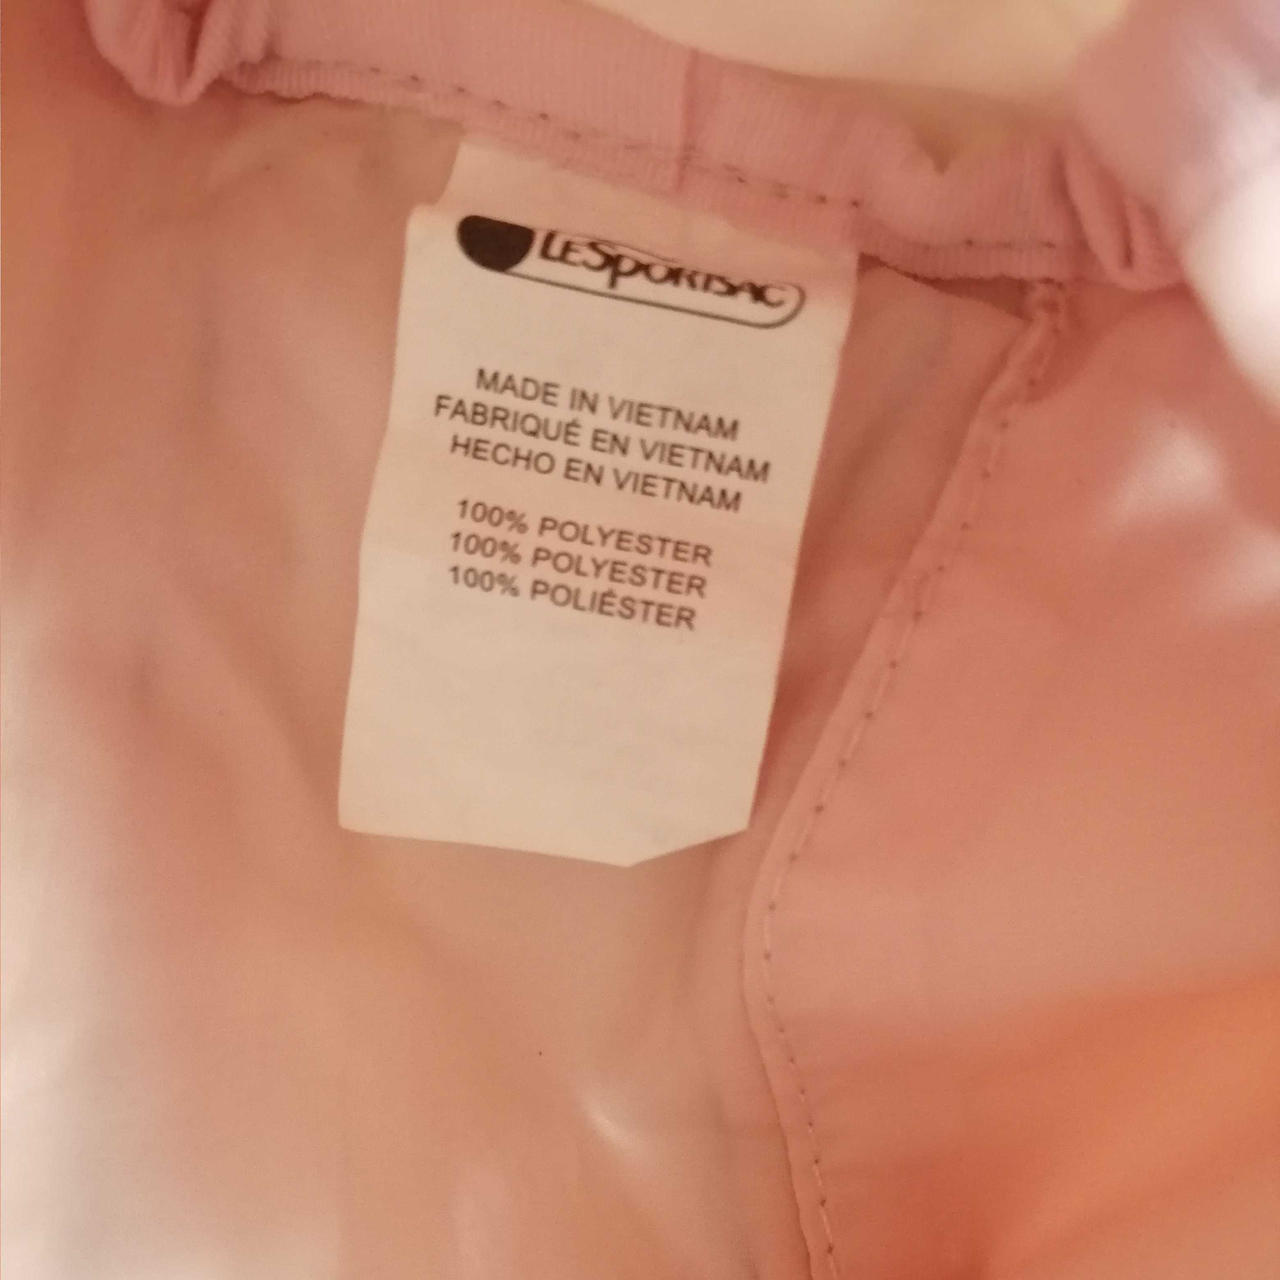 LESPORTSAC
MADE IN VIETNAM
FABRIQUÉ EN VIETNAM
HECHO EN VIETNAM
100% POLYESTER
100% POLYESTER
100% POLIÉSTER